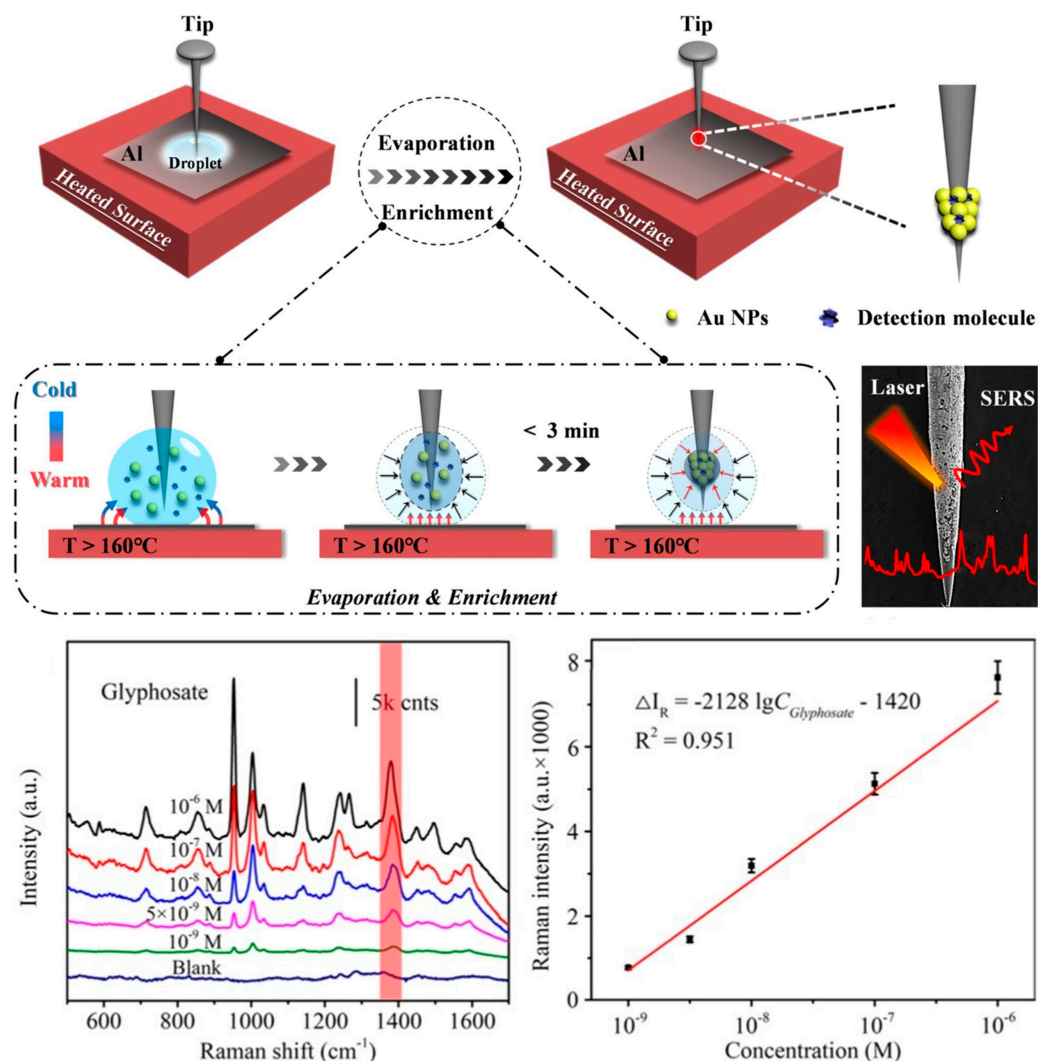 Tip
Al
Droplet
Heated Surface
Evaporation
Enrichment
Tip
Al
Heated Surface
Au NPs
Detection molecule
Cold
Warm
< 3 min
T > 160℃
T > 160℃
T > 160℃
Evaporation & Enrichment
Laser
SERS
Glyphosate
5k cnts
10⁻⁶ M
10⁻⁷ M
10⁻⁸ M
5×10⁻⁹ M
10⁻⁹ M
Blank
Intensity (a.u.)
600
800
1000
1200
1400
1600
Raman shift (cm⁻¹)
△I_R = -2128 lgC_Glyphosate - 1420
R² = 0.951
Raman intensity (a.u.×1000)
8
6
4
2
0
10⁻⁹
10⁻⁸
10⁻⁷
10⁻⁶
Concentration (M)